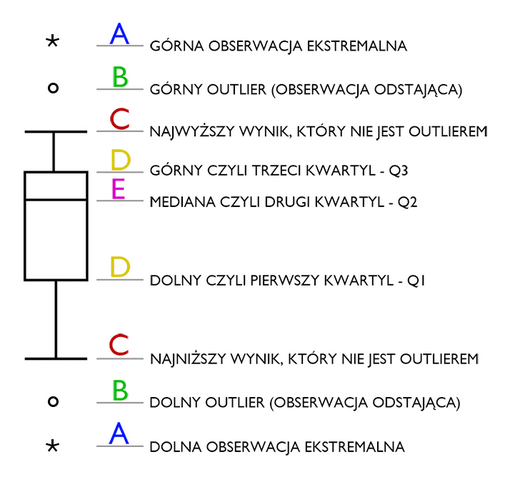 A GÓRNA OBSERWACJA EKSTREMALNA
B GÓRNY OUTLIER (OBSERWACJA ODSTAJĄCA)
C NAJWYŻSZY WYNIK, KTÓRY NIE JEST OUTLIEREM
D GÓRNY CZYLI TRZECI KWARTYL - Q3
E MEDIANA CZYLI DRUGI KWARTYL - Q2
D DOLNY CZYLI PIERWSZY KWARTYL - Q1
C NAJNIŻSZY WYNIK, KTÓRY NIE JEST OUTLIEREM
B DOLNY OUTLIER (OBSERWACJA ODSTAJĄCA)
A DOLNA OBSERWACJA EKSTREMALNA